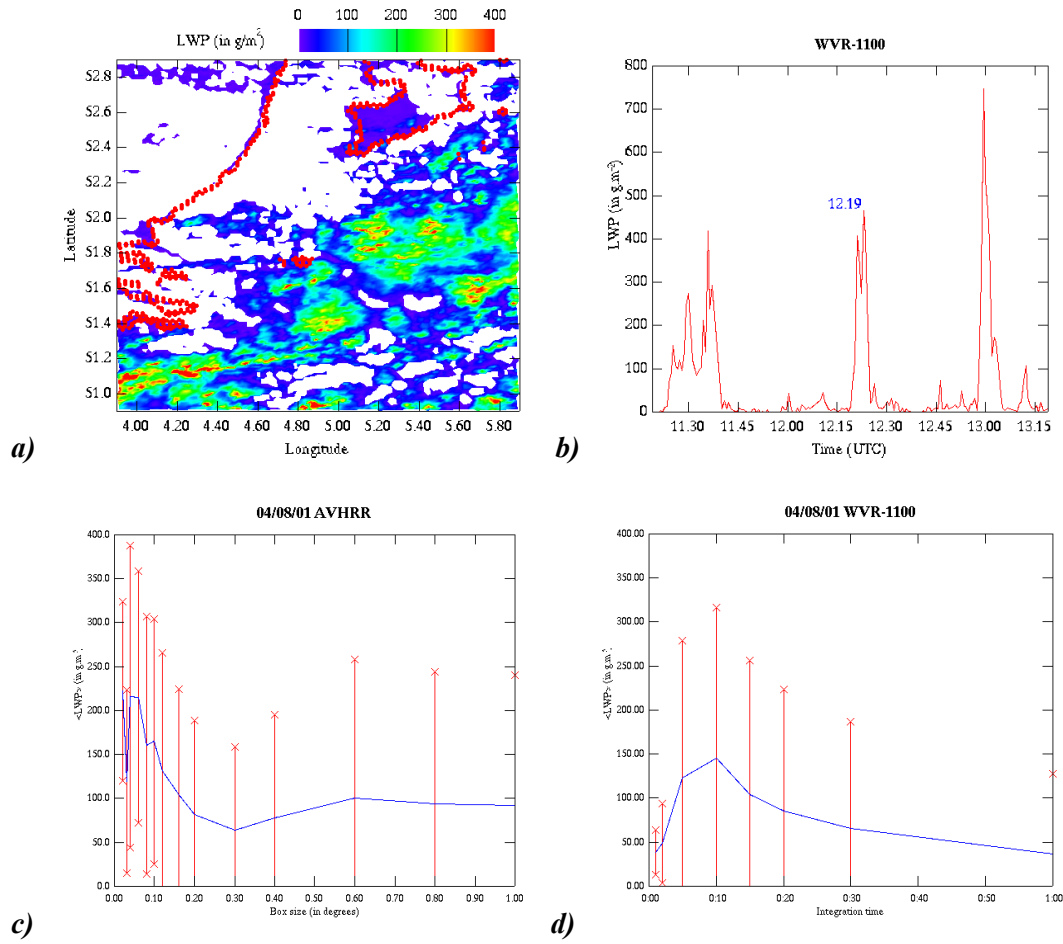 0 100 200 300 400
LWP (in g/m²)
52.8
52.6
52.4
52.2
52.0
51.8
51.6
51.4
51.2
51.0
Latitude
4.00 4.20 4.40 4.60 4.80 5.00 5.20 5.40 5.60 5.80
Longitude
a)
WVR-1100
800
700
600
500
400
300
200
100
0
LWP (in g.m⁻²)
12.19
11.30 11.45 12.00 12.15 12.30 12.45 13.00 13.15
Time (UTC)
b)
04/08/01 AVHRR
400.0
350.0
300.0
250.0
200.0
150.0
100.0
50.0
0.0
<LWP> (in g.m⁻²
0.00 0.10 0.20 0.30 0.40 0.50 0.60 0.70 0.80 0.90 1.00
Box size (in degrees)
c)
04/08/01 WVR-1100
400.00
350.00
300.00
250.00
200.00
150.00
100.00
50.00
0.00
<LWP> (in g.m⁻²
0:00 0:10 0:20 0:30 0:40 0:50 1:00
Integration time
d)